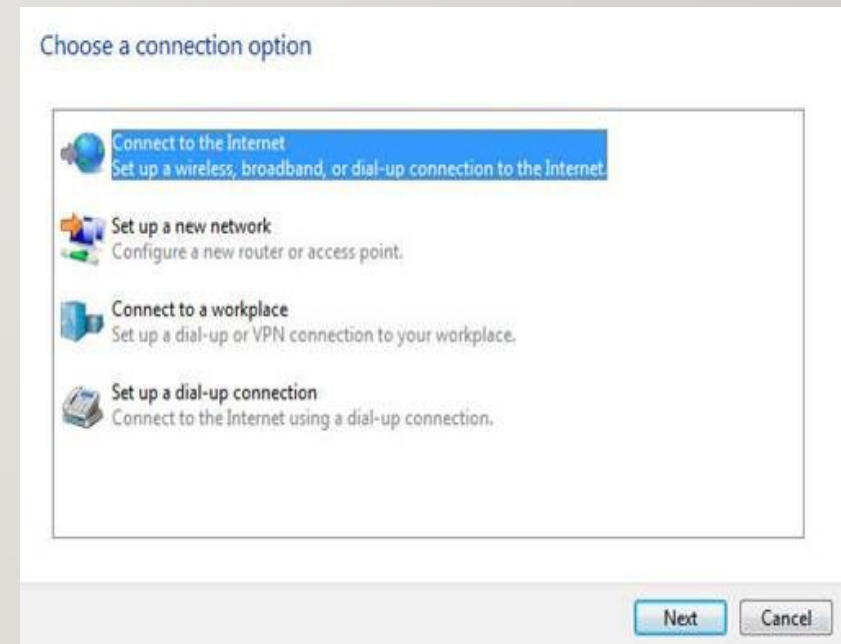 Choose a connection option
Connect to the Internet
Set up a wireless, broadband, or dial-up connection to the Internet.
Set up a new network
Configure a new router or access point.
Connect to a workplace
Set up a dial-up or VPN connection to your workplace.
Set up a dial-up connection
Connect to the Internet using a dial-up connection.
Next Cancel